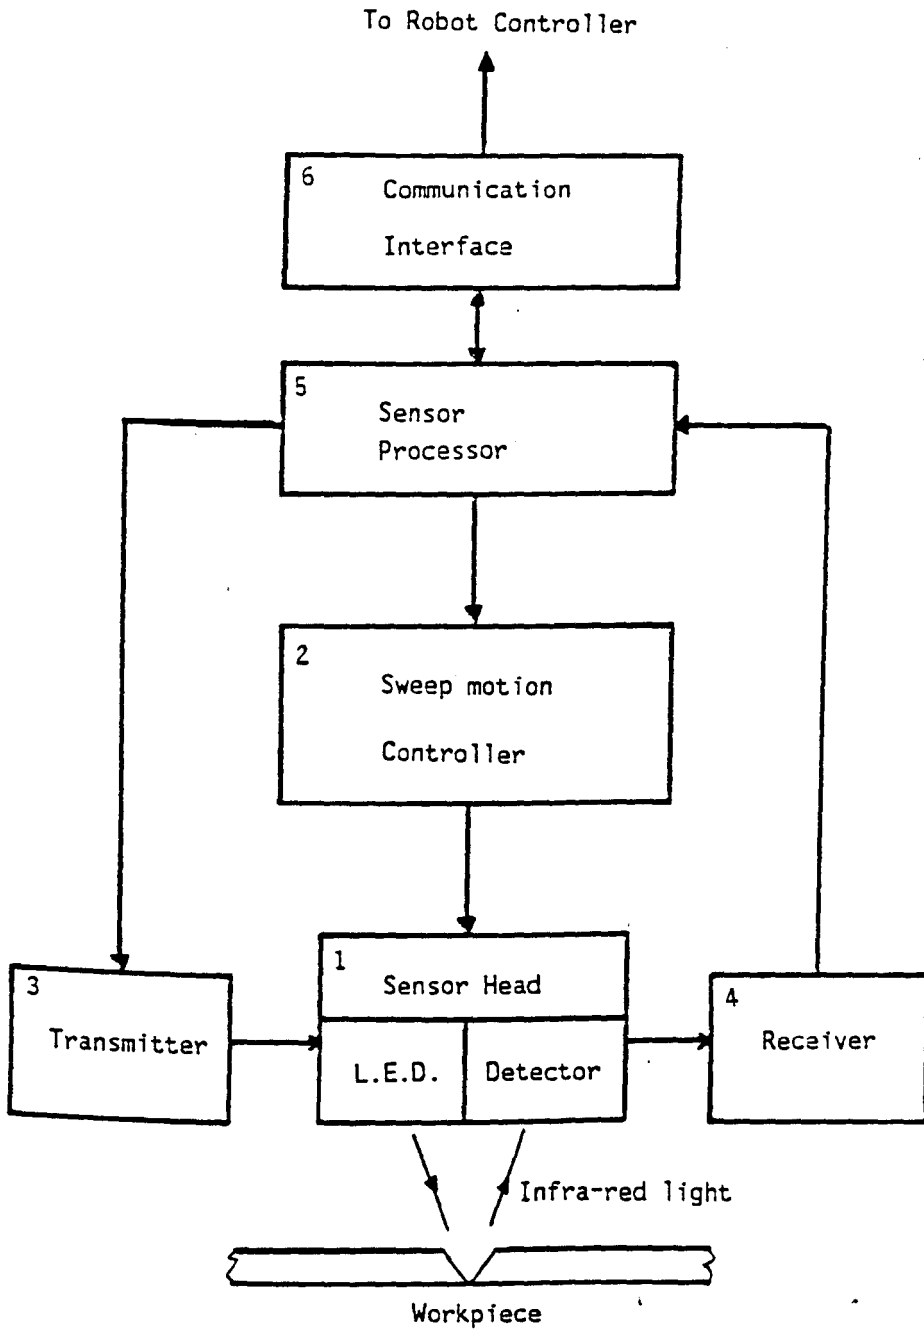 To Robot Controller
6
Communication
Interface
5
Sensor
Processor
2
Sweep motion
Controller
1
Sensor Head
L.E.D.
Detector
3
Transmitter
4
Receiver
Infra-red light
Workpiece